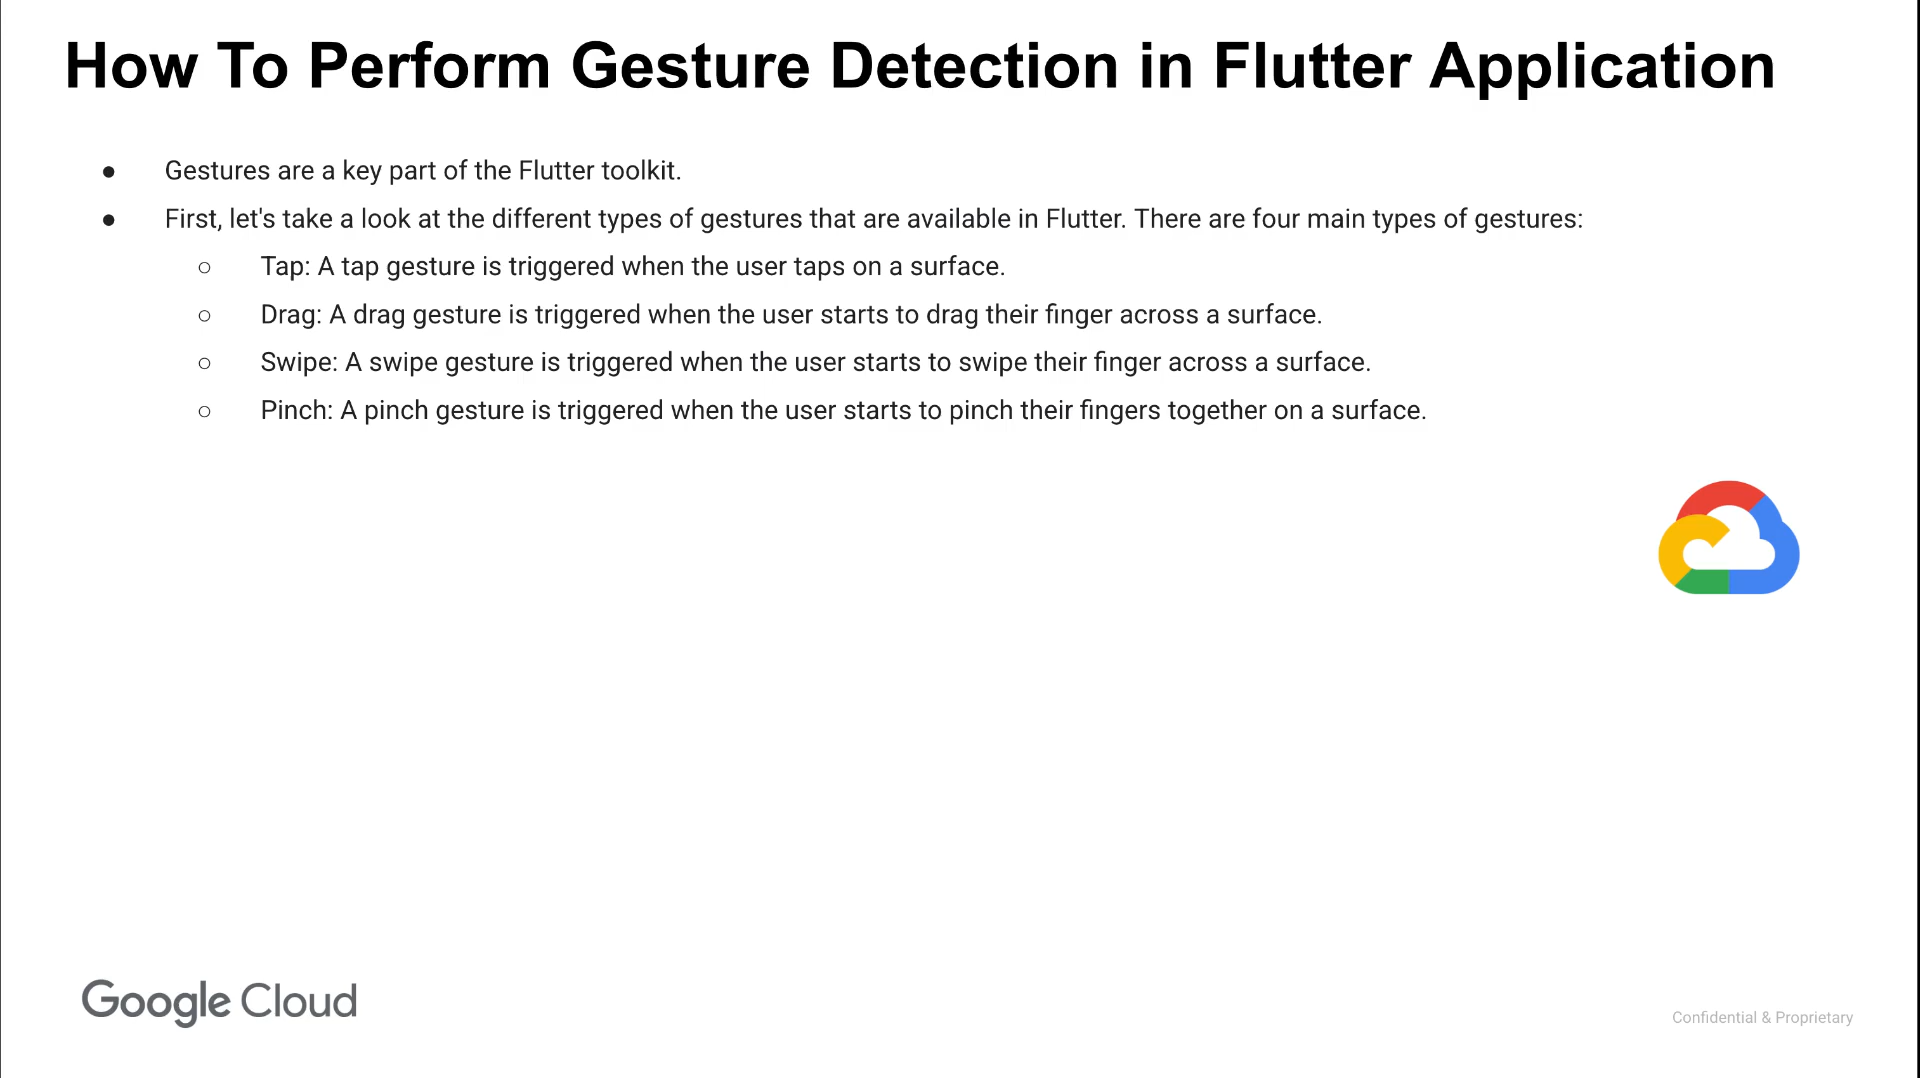 How To Perform Gesture Detection in Flutter Application
● Gestures are a key part of the Flutter toolkit.
● First, let's take a look at the different types of gestures that are available in Flutter. There are four main types of gestures:
○ Tap: A tap gesture is triggered when the user taps on a surface.
○ Drag: A drag gesture is triggered when the user starts to drag their finger across a surface.
○ Swipe: A swipe gesture is triggered when the user starts to swipe their finger across a surface.
○ Pinch: A pinch gesture is triggered when the user starts to pinch their fingers together on a surface.
Google Cloud
Confidential & Proprietary